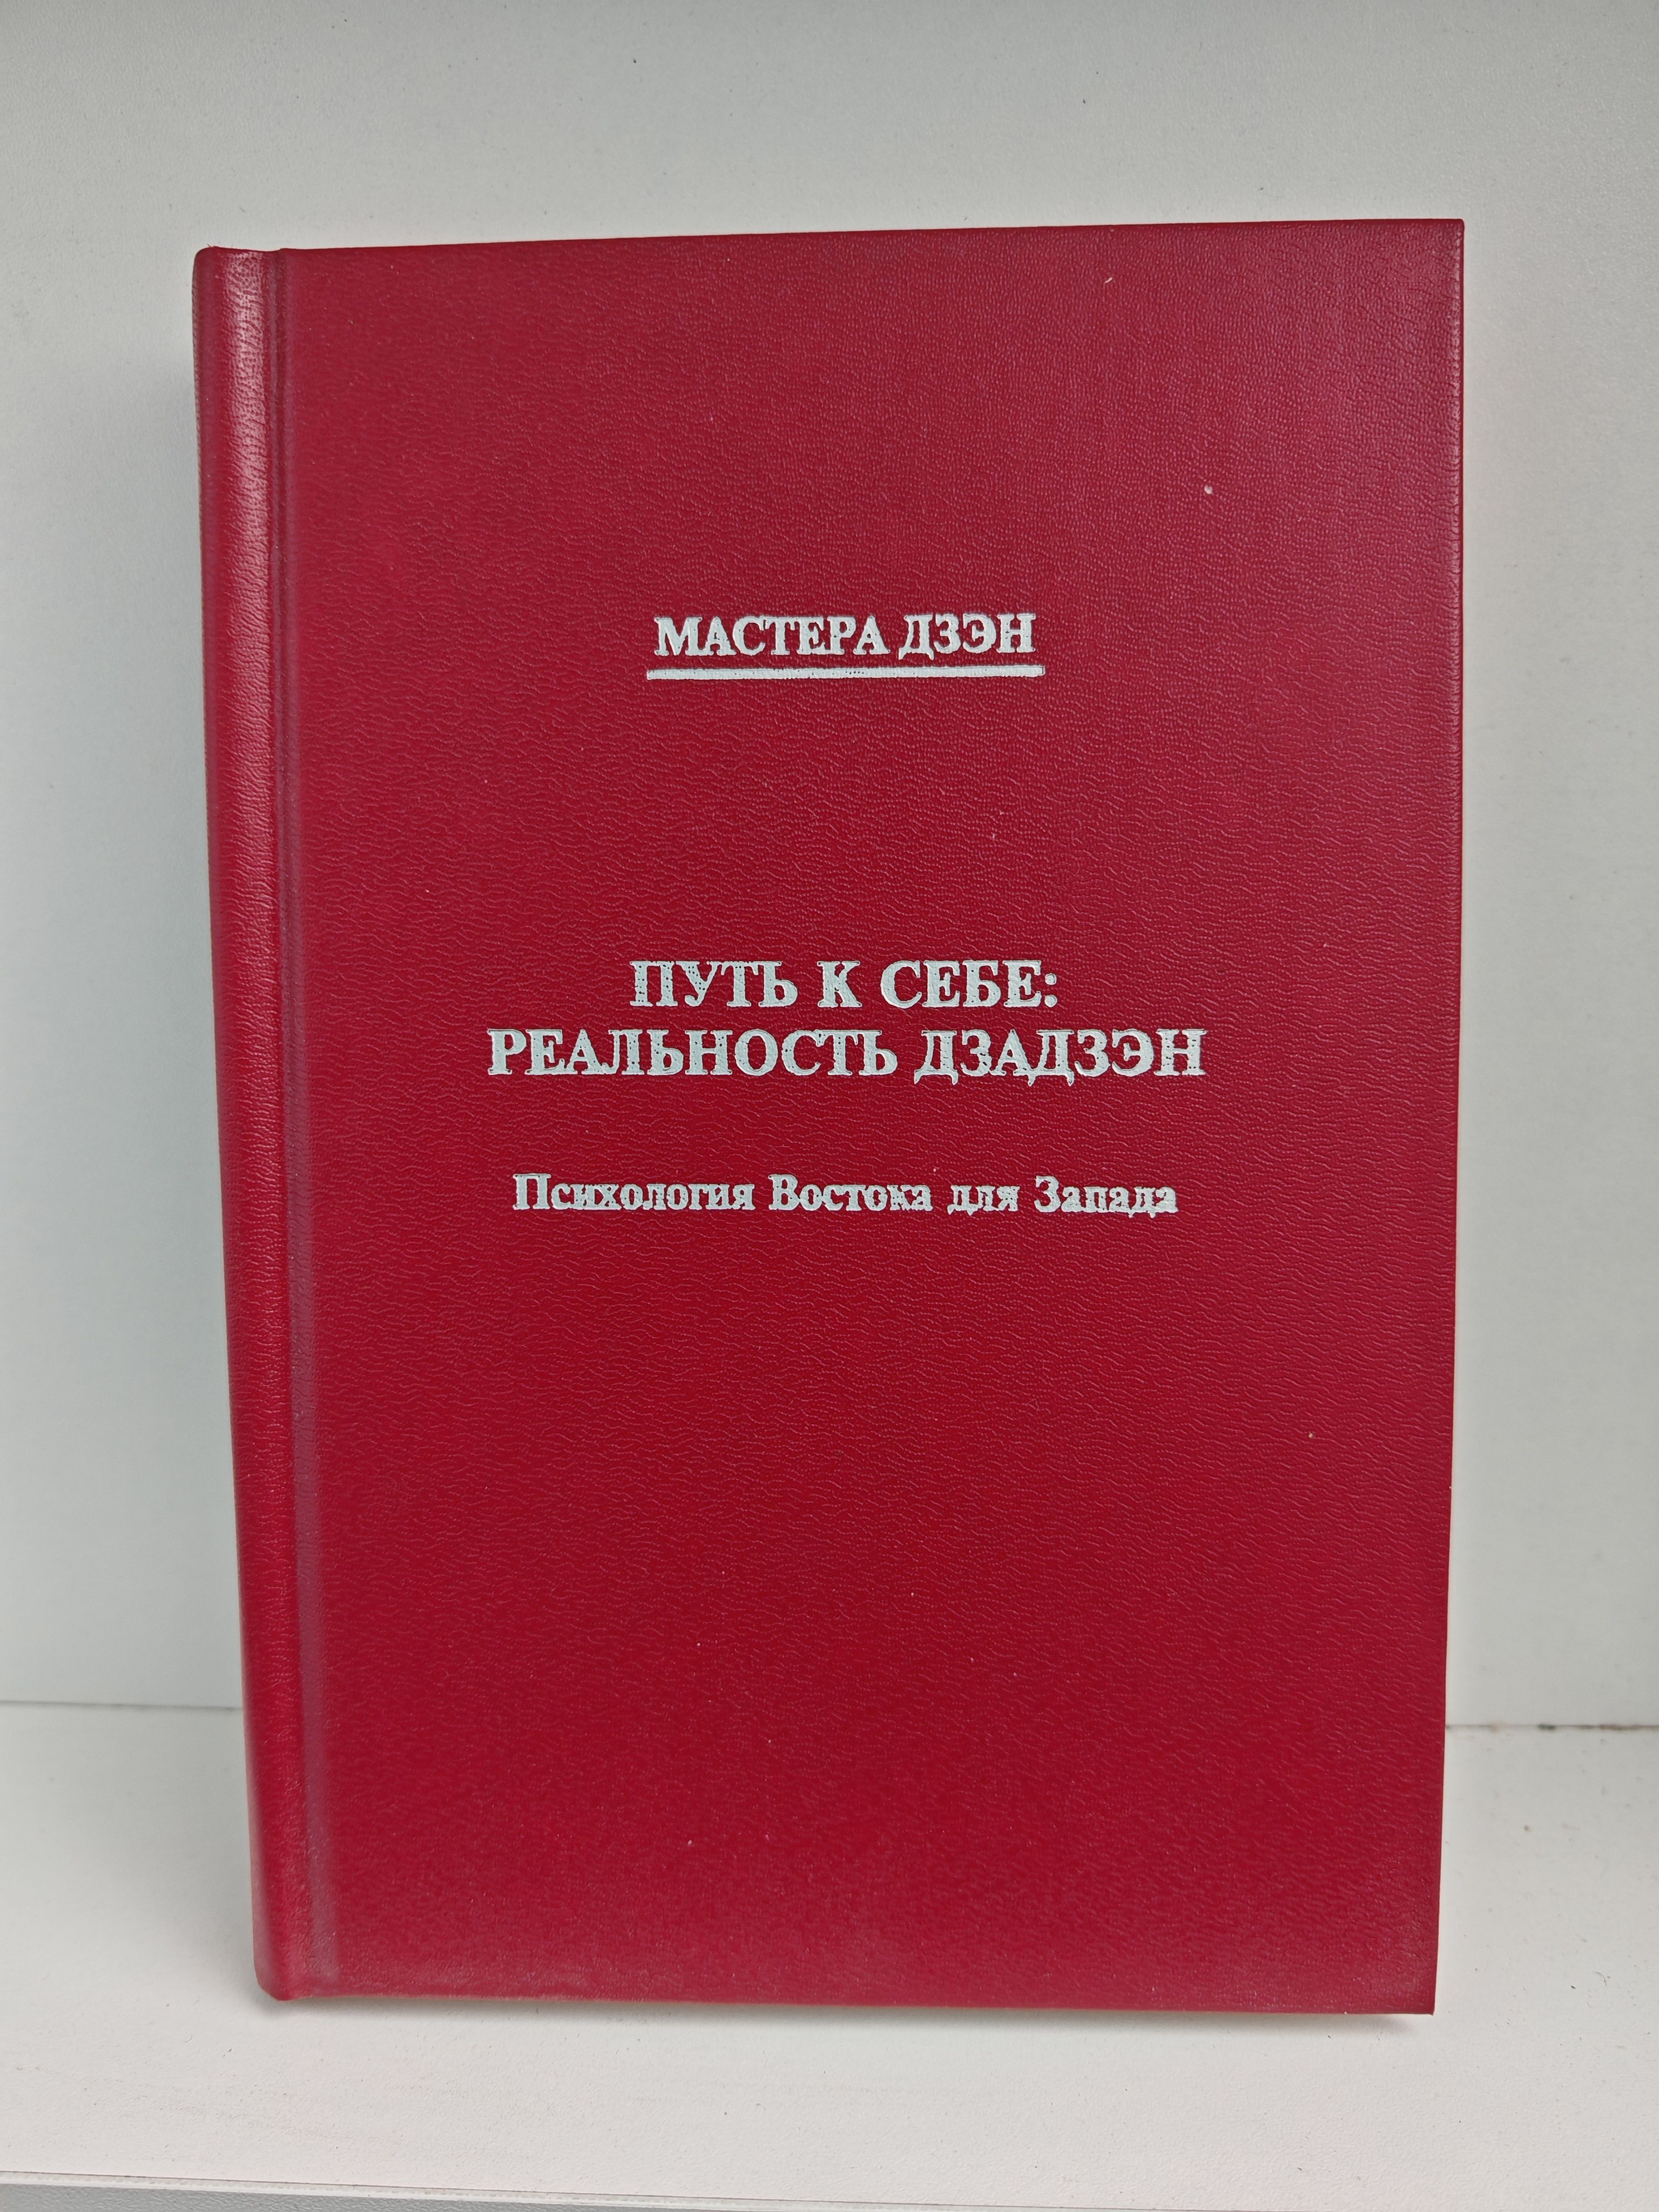 МАСТЕРА ДЗЭН
ПУТЬ К СЕБЕ:
РЕАЛЬНОСТЬ ДЗАДЗЭН
Психология Востока для Запада